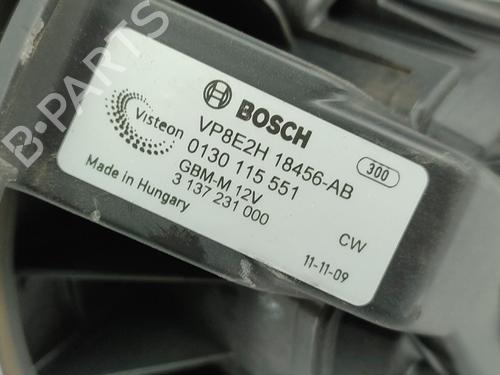 B-PARTS
BOSCH
Visteon
VP8E2H 18456-AB
300
0130 115 551
GBM-M 12V
Made in Hungary
3 137 231 000
CW
11-11-09